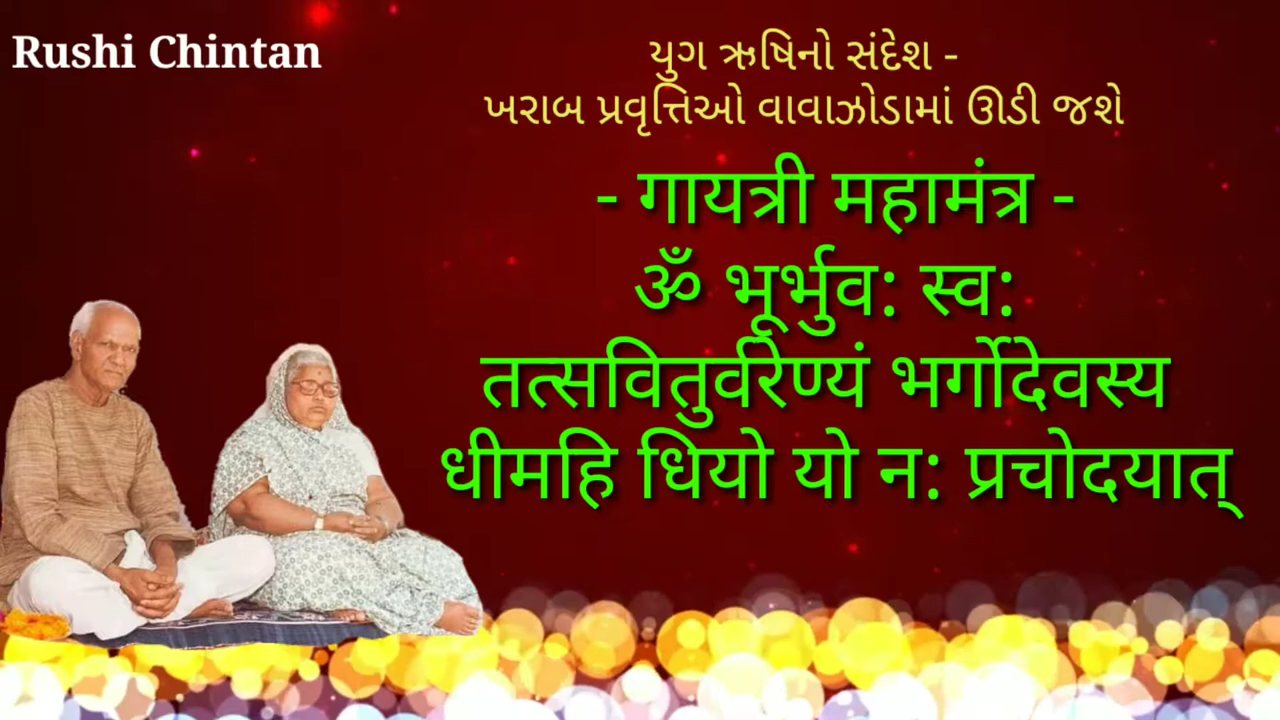 Rushi Chintan
યુગ ઋષિનો સંદેશ -
ખરાબ પ્રવૃત્તિઓ વાવાઝોડામાં ઊડી જશે
- गायत्री महामंत्र -
ॐ भूर्भुव: स्व:
तत्सवितुर्वरेण्यं भर्गोदेवस्य
धीमहि धियो यो न: प्रचोदयात्